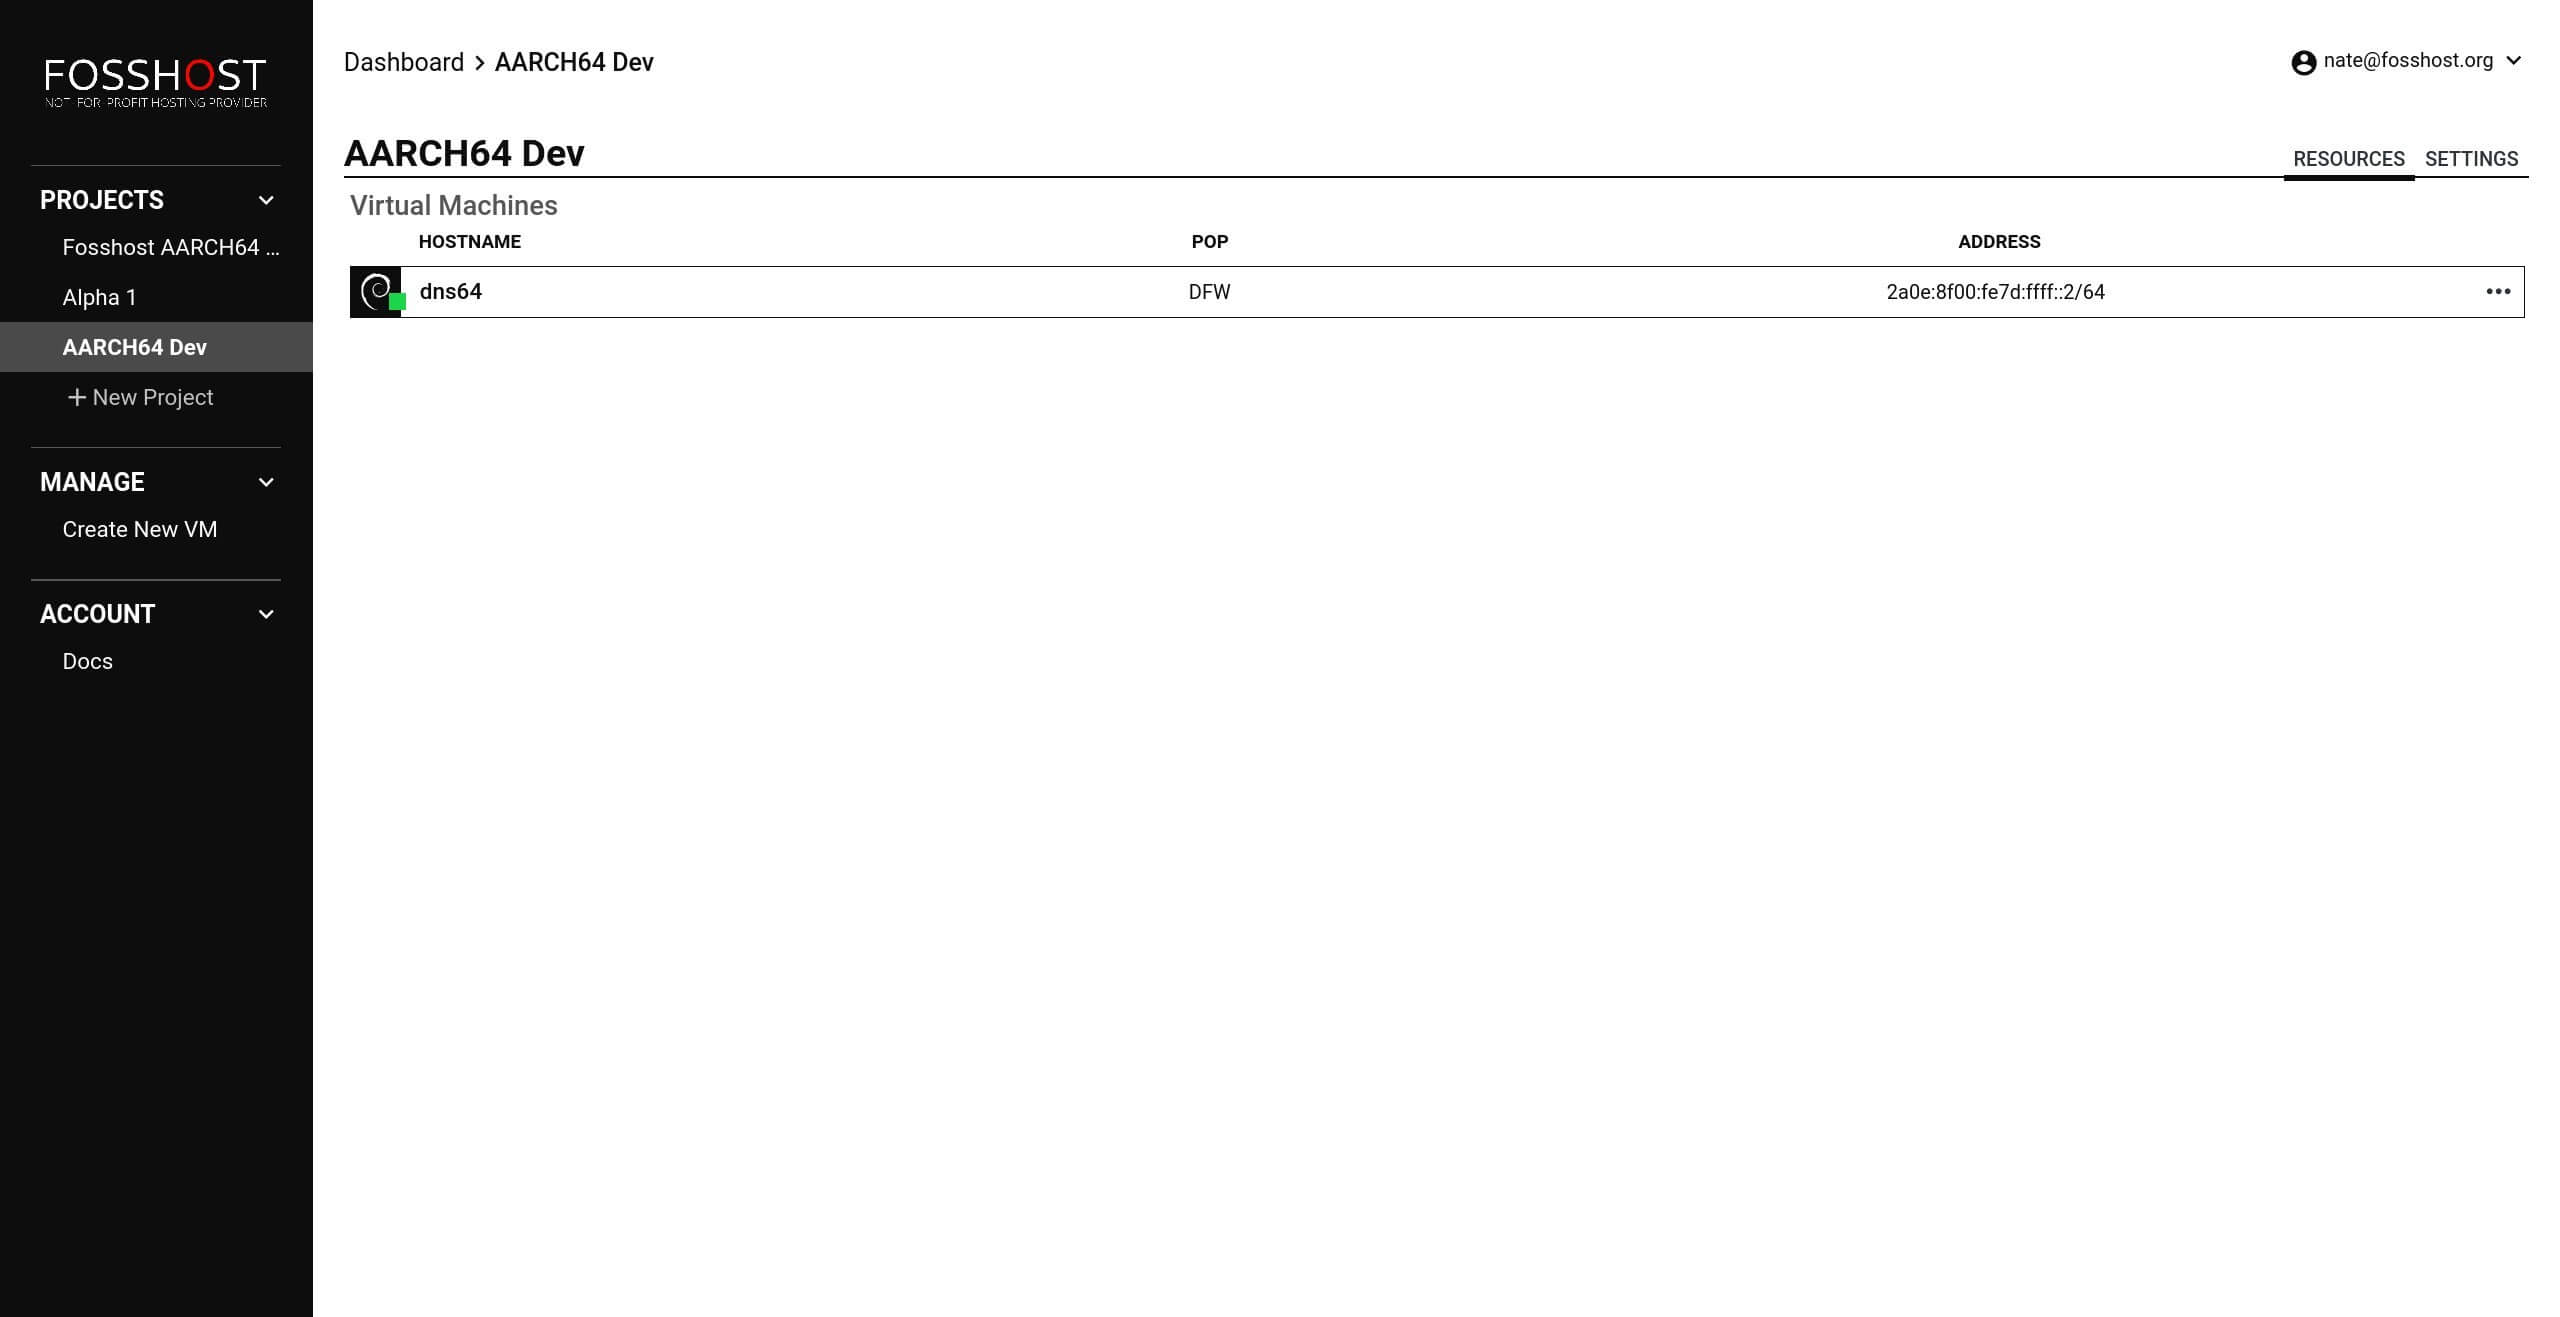 FOSSHOST
NOT-FOR-PROFIT HOSTING PROVIDER
PROJECTS
Fosshost AARCH64 ...
Alpha 1
AARCH64 Dev
New Project
MANAGE
Create New VM
ACCOUNT
Docs
Dashboard > AARCH64 Dev
nate@fosshost.org
AARCH64 Dev
RESOURCES SETTINGS
Virtual Machines
HOSTNAME POP ADDRESS
dns64 DFW 2a0e:8f00:fe7d:ffff::2/64